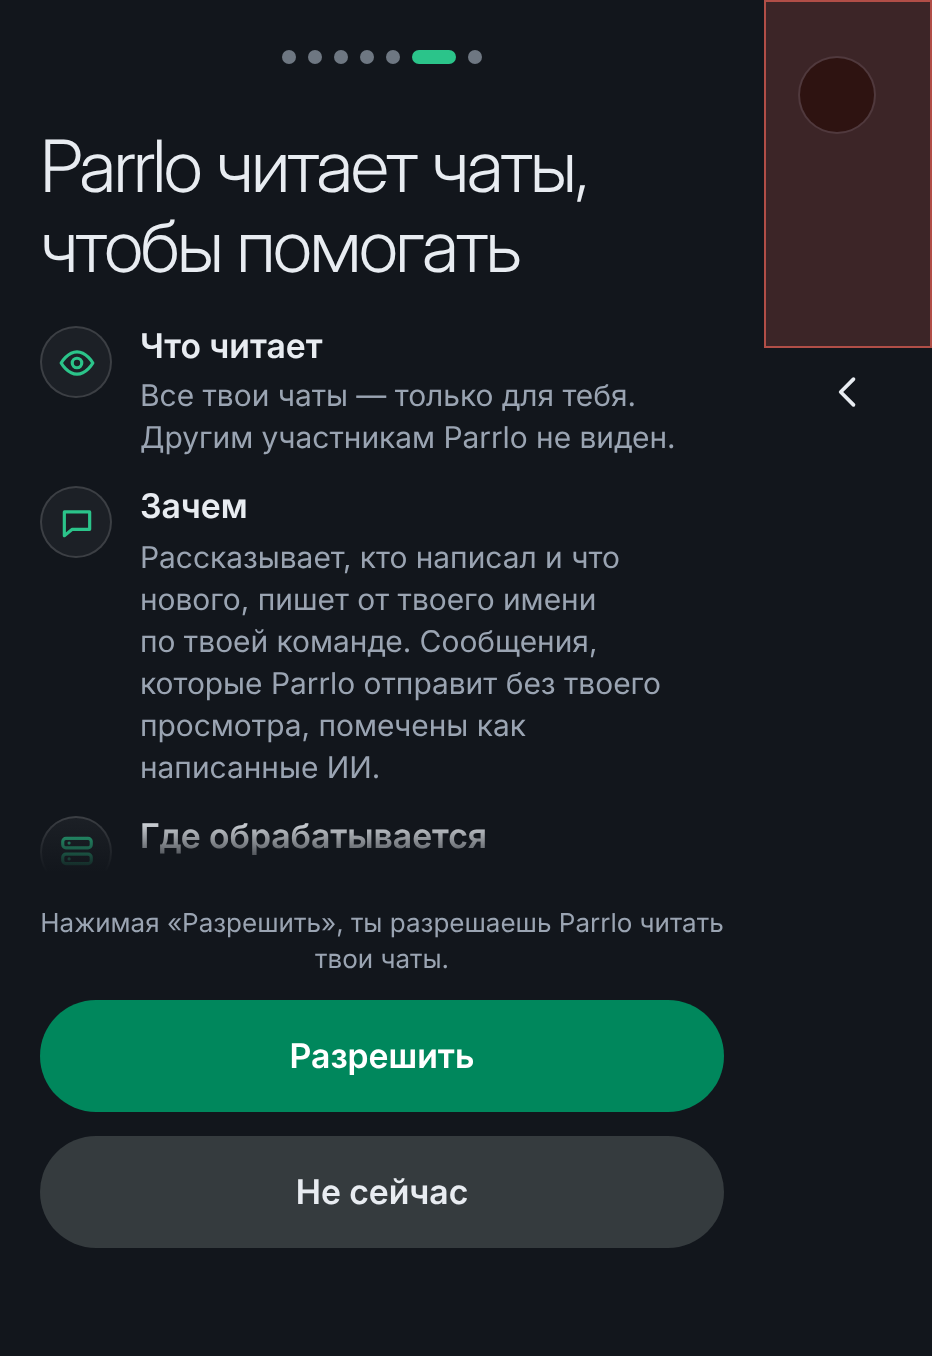 Parrlo читает чаты,
чтобы помогать
Что читает
Все твои чаты — только для тебя.
Другим участникам Parrlo не виден.
Зачем
Рассказывает, кто написал и что
нового, пишет от твоего имени
по твоей команде. Сообщения,
которые Parrlo отправит без твоего
просмотра, помечены как
написанные ИИ.
Где обрабатывается
Нажимая «Разрешить», ты разрешаешь Parrlo читать
твои чаты.
Разрешить
Не сейчас